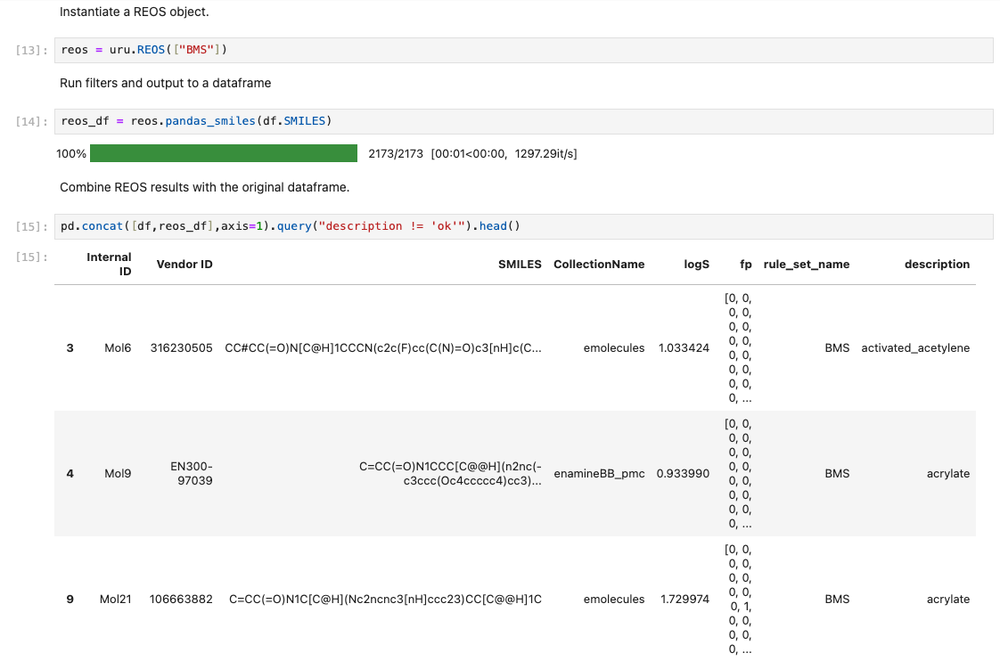 Instantiate a REOS object.
[13]: reos = uru.REOS(["BMS"])
Run filters and output to a dataframe
[14]: reos_df = reos.pandas_smiles(df.SMILES)
100% 2173/2173 [00:01<00:00, 1297.29it/s]
Combine REOS results with the original dataframe.
[15]: pd.concat([df,reos_df],axis=1).query("description != 'ok'").head()
[15]:
Internal
ID
Vendor ID SMILES CollectionName logS fp rule_set_name description
[0, 0,
0, 0,
0, 0,
0, 0,
3 Mol6 316230505 CC#CC(=O)N[C@H]1CCCN(c2c(F)cc(C(N)=O)c3[nH]c(C... emolecules 1.033424 BMS activated_acetylene
0, 0,
0, 0,
0, 0,
0, ...
[0, 0,
0, 0,
0, 0,
0, 0,
4 Mol9 EN300-
97039
C=CC(=O)N1CCC[C@@H](n2nc(-
c3ccc(Oc4ccccc4)cc3)...
enamineBB_pmc 0.933990 BMS acrylate
0, 0,
0, 0,
0, 0,
0, ...
[0, 0,
0, 0,
0, 0,
0, 0,
9 Mol21 106663882 C=CC(=O)N1C[C@H](Nc2ncnc3[nH]ccc23)CC[C@@H]1C emolecules 1.729974 BMS acrylate
0, 1,
0, 0,
0, 0,
0, ...